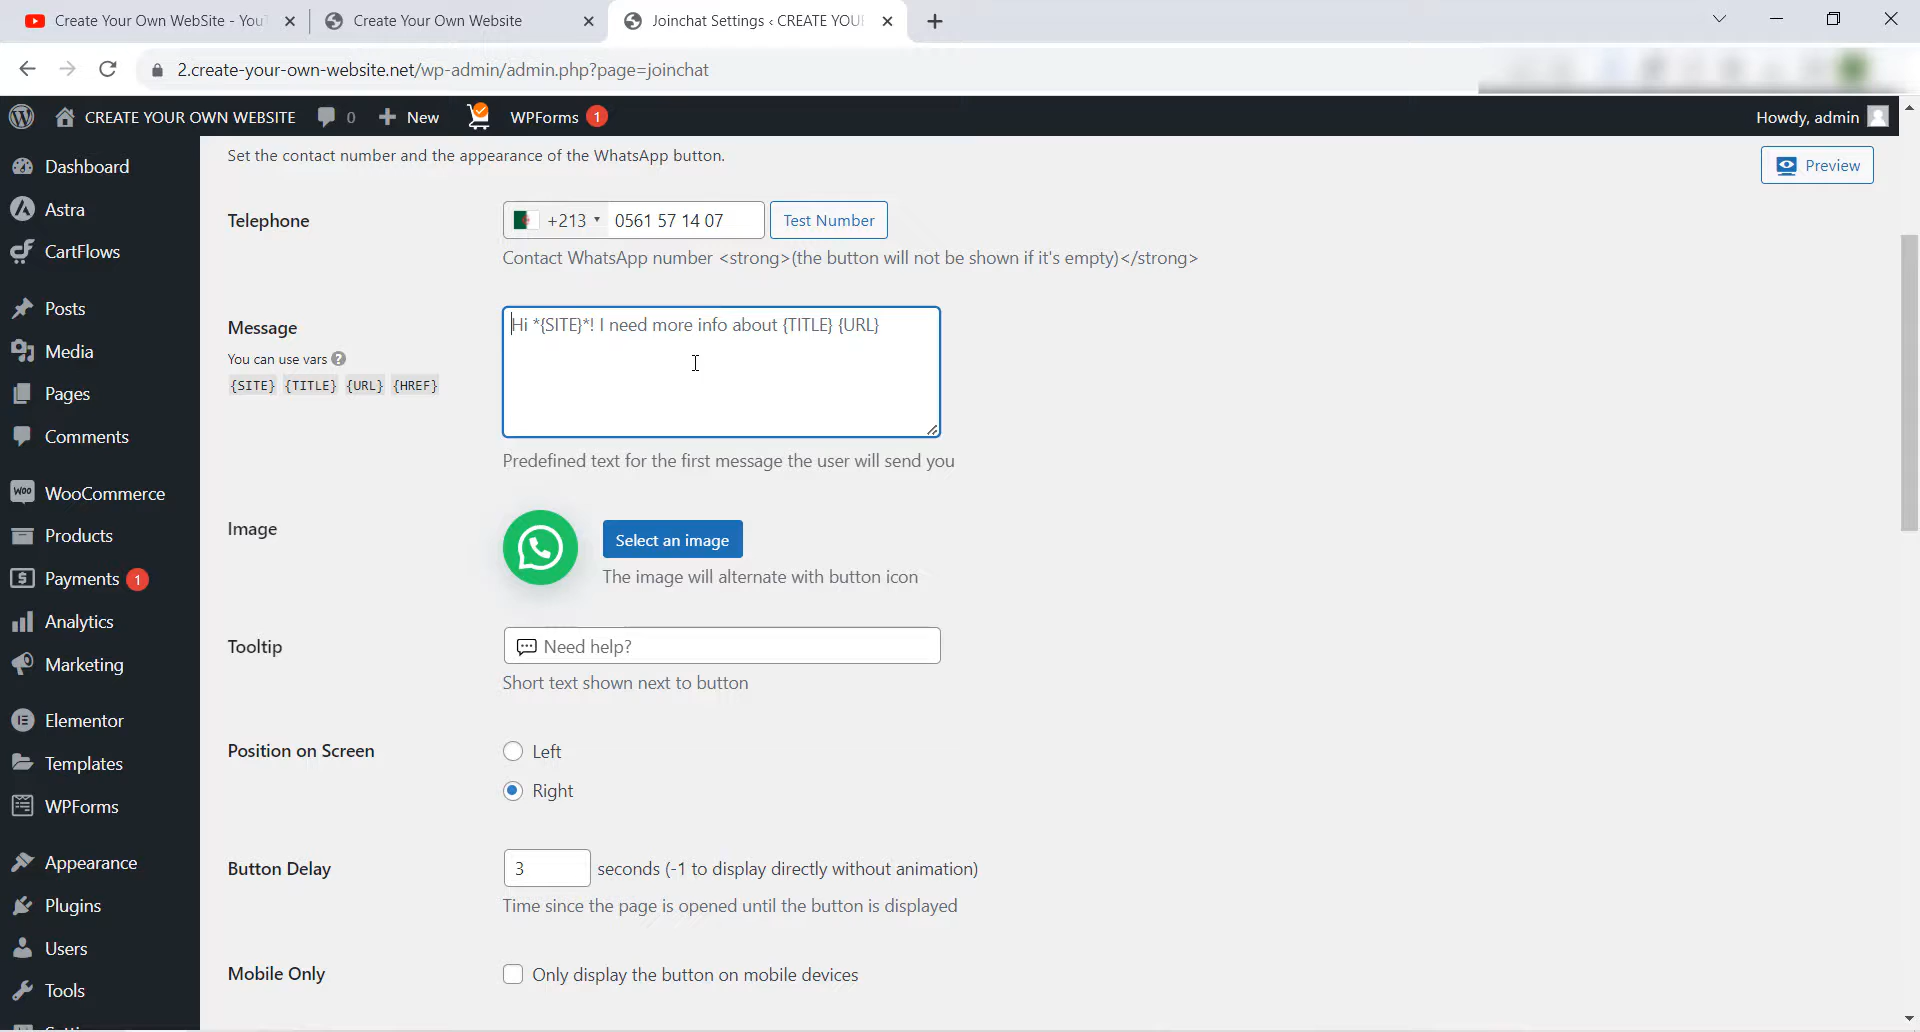 Create Your Own WebSite - YouT
Create Your Own Website
Joinchat Settings ‹ CREATE YOU
2.create-your-own-website.net/wp-admin/admin.php?page=joinchat
CREATE YOUR OWN WEBSITE
0
New
WPForms
1
Howdy, admin
Dashboard
Astra
CartFlows
Posts
Media
Pages
Comments
WooCommerce
Products
Payments
1
Analytics
Marketing
Elementor
Templates
WPForms
Appearance
Plugins
Users
Tools
Set the contact number and the appearance of the WhatsApp button.
Preview
Telephone
+213
0561 57 14 07
Test Number
Contact WhatsApp number <strong>(the button will not be shown if it's empty)</strong>
Message
You can use vars ?
{SITE} {TITLE} {URL} {HREF}
Hi *{SITE}*! I need more info about {TITLE} {URL}
Predefined text for the first message the user will send you
Image
Select an image
The image will alternate with button icon
Tooltip
Need help?
Short text shown next to button
Position on Screen
Left
Right
Button Delay
3
seconds (-1 to display directly without animation)
Time since the page is opened until the button is displayed
Mobile Only
Only display the button on mobile devices